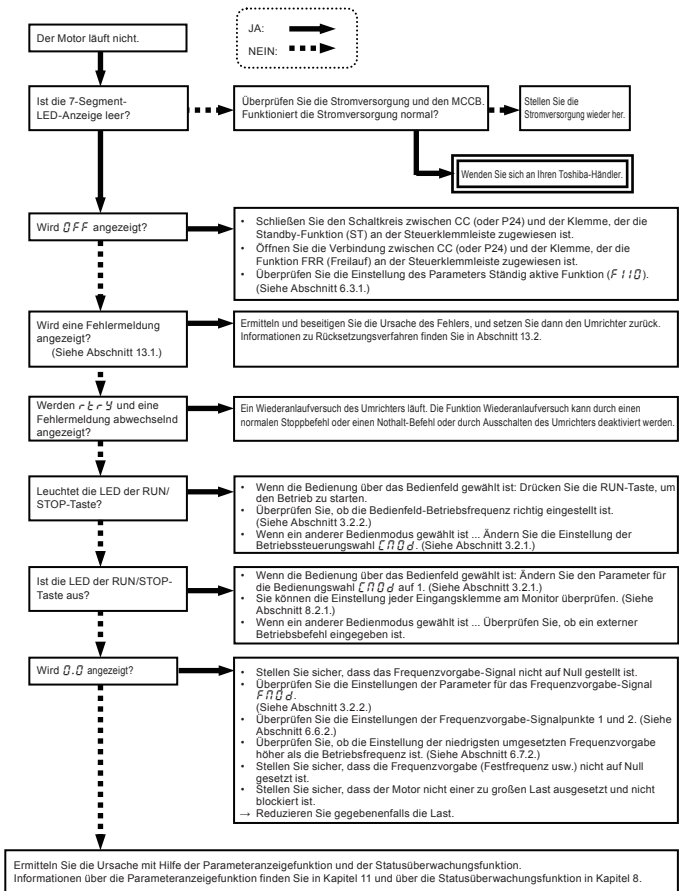 Der Motor läuft nicht.
JA:
NEIN:
Ist die 7-Segment-
LED-Anzeige leer?
Überprüfen Sie die Stromversorgung und den MCCB.
Funktioniert die Stromversorgung normal?
Stellen Sie die
Stromversorgung wieder her.
Wenden Sie sich an Ihren Toshiba-Händler.
Wird OFF angezeigt?
• Schließen Sie den Schaltkreis zwischen CC (oder P24) und der Klemme, der die
Standby-Funktion (ST) an der Steuerklemmleiste zugewiesen ist.
• Öffnen Sie die Verbindung zwischen CC (oder P24) und der Klemme, der die
Funktion FRR (Freilauf) an der Steuerklemmleiste zugewiesen ist.
• Überprüfen Sie die Einstellung des Parameters Ständig aktive Funktion (F110).
(Siehe Abschnitt 6.3.1.)
Wird eine Fehlermeldung
angezeigt?
(Siehe Abschnitt 13.1.)
Ermitteln und beseitigen Sie die Ursache des Fehlers, und setzen Sie dann den Umrichter zurück.
Informationen zu Rücksetzungsverfahren finden Sie in Abschnitt 13.2.
Werden rtrY und eine
Fehlermeldung abwechselnd
angezeigt?
Ein Wiederanlaufversuch des Umrichters läuft. Die Funktion Wiederanlaufversuch kann durch einen
normalen Stoppbefehl oder einen Nothalt-Befehl oder durch Ausschalten des Umrichters deaktiviert werden.
Leuchtet die LED der RUN/
STOP-Taste?
• Wenn die Bedienung über das Bedienfeld gewählt ist: Drücken Sie die RUN-Taste, um
den Betrieb zu starten.
• Überprüfen Sie, ob die Bedienfeld-Betriebsfrequenz richtig eingestellt ist.
(Siehe Abschnitt 3.2.2.)
• Wenn ein anderer Bedienmodus gewählt ist ... Ändern Sie die Einstellung der
Betriebssteuerungswahl CMOd. (Siehe Abschnitt 3.2.1.)
Ist die LED der RUN/STOP-
Taste aus?
• Wenn die Bedienung über das Bedienfeld gewählt ist: Ändern Sie den Parameter für
die Bedienungswahl CMOd auf 1. (Siehe Abschnitt 3.2.1.)
• Sie können die Einstellung jeder Eingangsklemme am Monitor überprüfen. (Siehe
Abschnitt 8.2.1.)
• Wenn ein anderer Bedienmodus gewählt ist ... Überprüfen Sie, ob ein externer
Betriebsbefehl eingegeben ist.
Wird 0.0 angezeigt?
• Stellen Sie sicher, dass das Frequenzvorgabe-Signal nicht auf Null gestellt ist.
• Überprüfen Sie die Einstellungen der Parameter für das Frequenzvorgabe-Signal
FMOd.
(Siehe Abschnitt 3.2.2.)
• Überprüfen Sie die Einstellungen der Frequenzvorgabe-Signalpunkte 1 und 2. (Siehe
Abschnitt 6.6.2.)
• Überprüfen Sie, ob die Einstellung der niedrigsten umgesetzten Frequenzvorgabe
höher als die Betriebsfrequenz ist. (Siehe Abschnitt 6.7.2.)
• Stellen Sie sicher, dass die Frequenzvorgabe (Festfrequenz usw.) nicht auf Null
gesetzt ist.
• Stellen Sie sicher, dass der Motor nicht einer zu großen Last ausgesetzt und nicht
blockiert ist.
→ Reduzieren Sie gegebenenfalls die Last.
Ermitteln Sie die Ursache mit Hilfe der Parameteranzeigefunktion und der Statusüberwachungsfunktion.
Informationen über die Parameteranzeigefunktion finden Sie in Kapitel 11 und über die Statusüberwachungsfunktion in Kapitel 8.